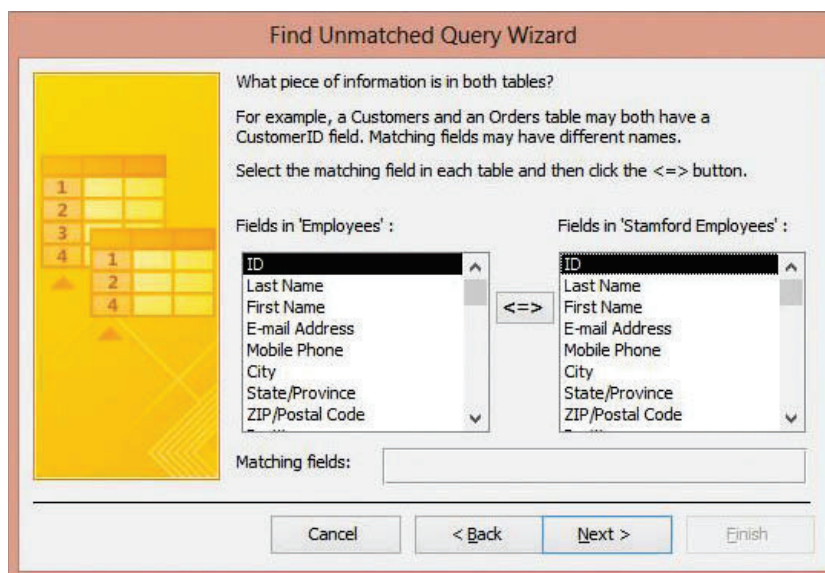 Find Unmatched Query Wizard
What piece of information is in both tables?
For example, a Customers and an Orders table may both have a
CustomerID field. Matching fields may have different names.
Select the matching field in each table and then click the <=> button.
1
2
3
4
1
2
4
Fields in 'Employees' :
ID
Last Name
First Name
E-mail Address
Mobile Phone
City
State/Province
ZIP/Postal Code
<=>
Fields in 'Stamford Employees' :
ID
Last Name
First Name
E-mail Address
Mobile Phone
City
State/Province
ZIP/Postal Code
Matching fields:
Cancel
< Back
Next >
Finish